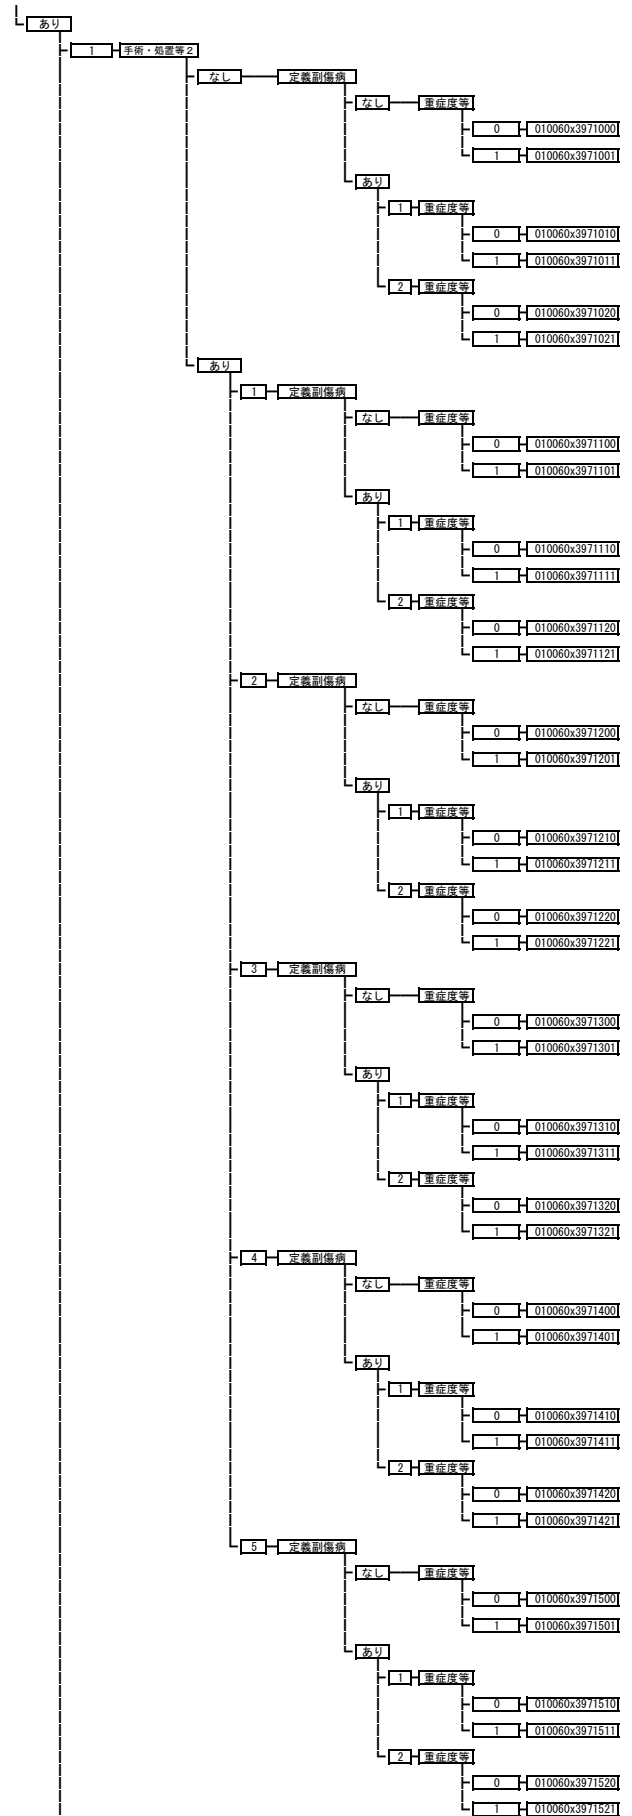 あり
1 手術・処置等2
なし 定義副傷病
なし 重症度等
0 010060x3971000
1 010060x3971001
あり
1 重症度等
0 010060x3971010
1 010060x3971011
2 重症度等
0 010060x3971020
1 010060x3971021
あり
1 定義副傷病
なし 重症度等
0 010060x3971100
1 010060x3971101
あり
1 重症度等
0 010060x3971110
1 010060x3971111
2 重症度等
0 010060x3971120
1 010060x3971121
2 定義副傷病
なし 重症度等
0 010060x3971200
1 010060x3971201
あり
1 重症度等
0 010060x3971210
1 010060x3971211
2 重症度等
0 010060x3971220
1 010060x3971221
3 定義副傷病
なし 重症度等
0 010060x3971300
1 010060x3971301
あり
1 重症度等
0 010060x3971310
1 010060x3971311
2 重症度等
0 010060x3971320
1 010060x3971321
4 定義副傷病
なし 重症度等
0 010060x3971400
1 010060x3971401
あり
1 重症度等
0 010060x3971410
1 010060x3971411
2 重症度等
0 010060x3971420
1 010060x3971421
5 定義副傷病
なし 重症度等
0 010060x3971500
1 010060x3971501
あり
1 重症度等
0 010060x3971510
1 010060x3971511
2 重症度等
0 010060x3971520
1 010060x3971521